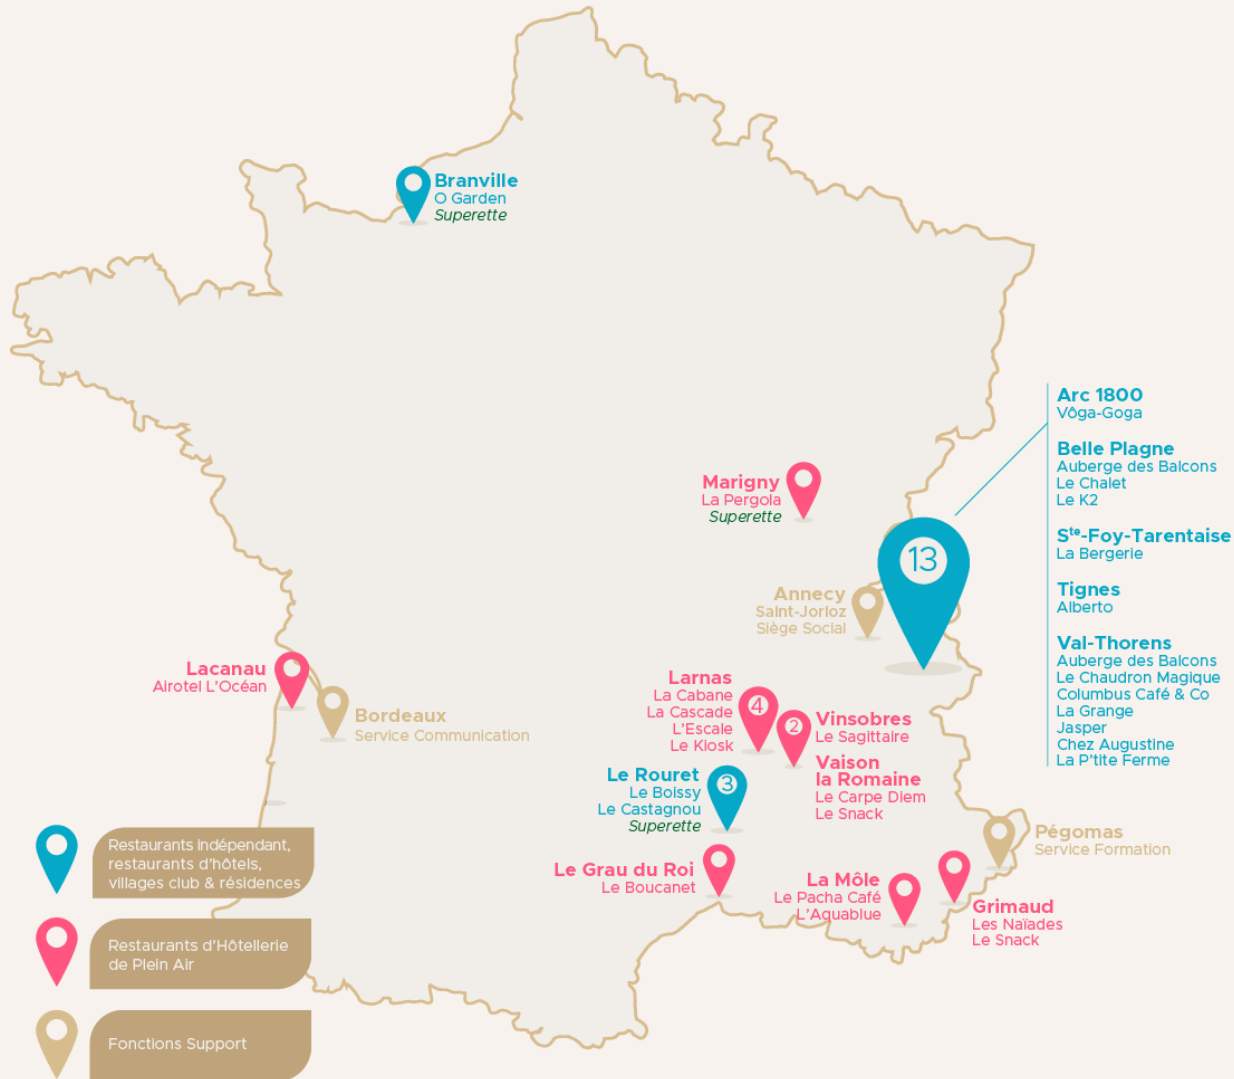 Branville
O Garden
Superette
Arc 1800
Vôga-Goga
Belle Plagne
Auberge des Balcons
Le Chalet
Le K2
Ste-Foy-Tarentaise
La Bergerie
Tignes
Alberto
Val-Thorens
Auberge des Balcons
Le Chaudron Magique
Columbus Café & Co
La Grange
Jasper
Chez Augustine
La P'tite Ferme
13
Marigny
La Pergola
Superette
Annecy
Saint-Jorloz
Siège Social
Lacanau
Airotel L'Océan
Bordeaux
Service Communication
Larnas
La Cabane
La Cascade
L'Escale
Le Kiosk
4
2
Vinsobres
Le Sagittaire
Vaison
la Romaine
Le Carpe Diem
Le Snack
Le Rouret
Le Boissy
Le Castagnou
Superette
3
Le Grau du Roi
Le Boucanet
La Môle
Le Pacha Café
L'Aquablue
Grimaud
Les Naïades
Le Snack
Pégomas
Service Formation
Restaurants indépendant,
restaurants d'hôtels,
villages club & résidences
Restaurants d'Hôtellerie
de Plein Air
Fonctions Support